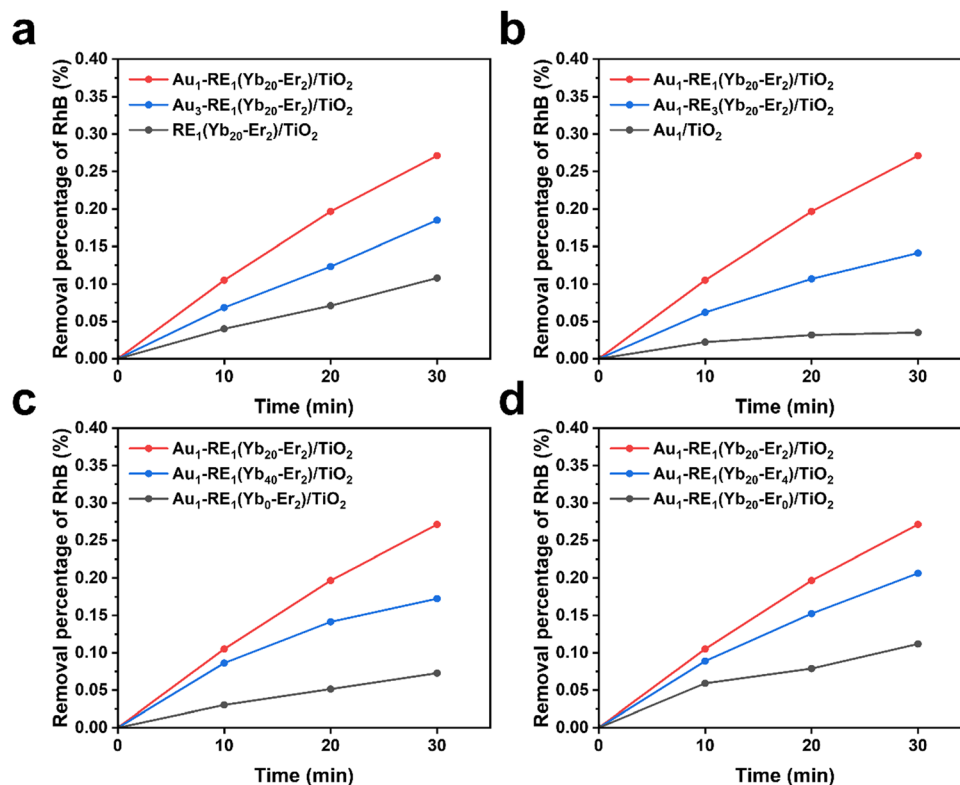 a
Removal percentage of RhB (%)
0.40
0.35
0.30
0.25
0.20
0.15
0.10
0.05
0.00
Au₁-RE₁(Yb₂₀-Er₂)/TiO₂
Au₃-RE₁(Yb₂₀-Er₂)/TiO₂
RE₁(Yb₂₀-Er₂)/TiO₂
0 10 20 30
Time (min)
b
Removal percentage of RhB (%)
0.40
0.35
0.30
0.25
0.20
0.15
0.10
0.05
0.00
Au₁-RE₁(Yb₂₀-Er₂)/TiO₂
Au₁-RE₃(Yb₂₀-Er₂)/TiO₂
Au₁/TiO₂
0 10 20 30
Time (min)
c
Removal percentage of RhB (%)
0.40
0.35
0.30
0.25
0.20
0.15
0.10
0.05
0.00
Au₁-RE₁(Yb₂₀-Er₂)/TiO₂
Au₁-RE₁(Yb₄₀-Er₂)/TiO₂
Au₁-RE₁(Yb₀-Er₂)/TiO₂
0 10 20 30
Time (min)
d
Removal percentage of RhB (%)
0.40
0.35
0.30
0.25
0.20
0.15
0.10
0.05
0.00
Au₁-RE₁(Yb₂₀-Er₂)/TiO₂
Au₁-RE₁(Yb₂₀-Er₄)/TiO₂
Au₁-RE₁(Yb₂₀-Er₀)/TiO₂
0 10 20 30
Time (min)